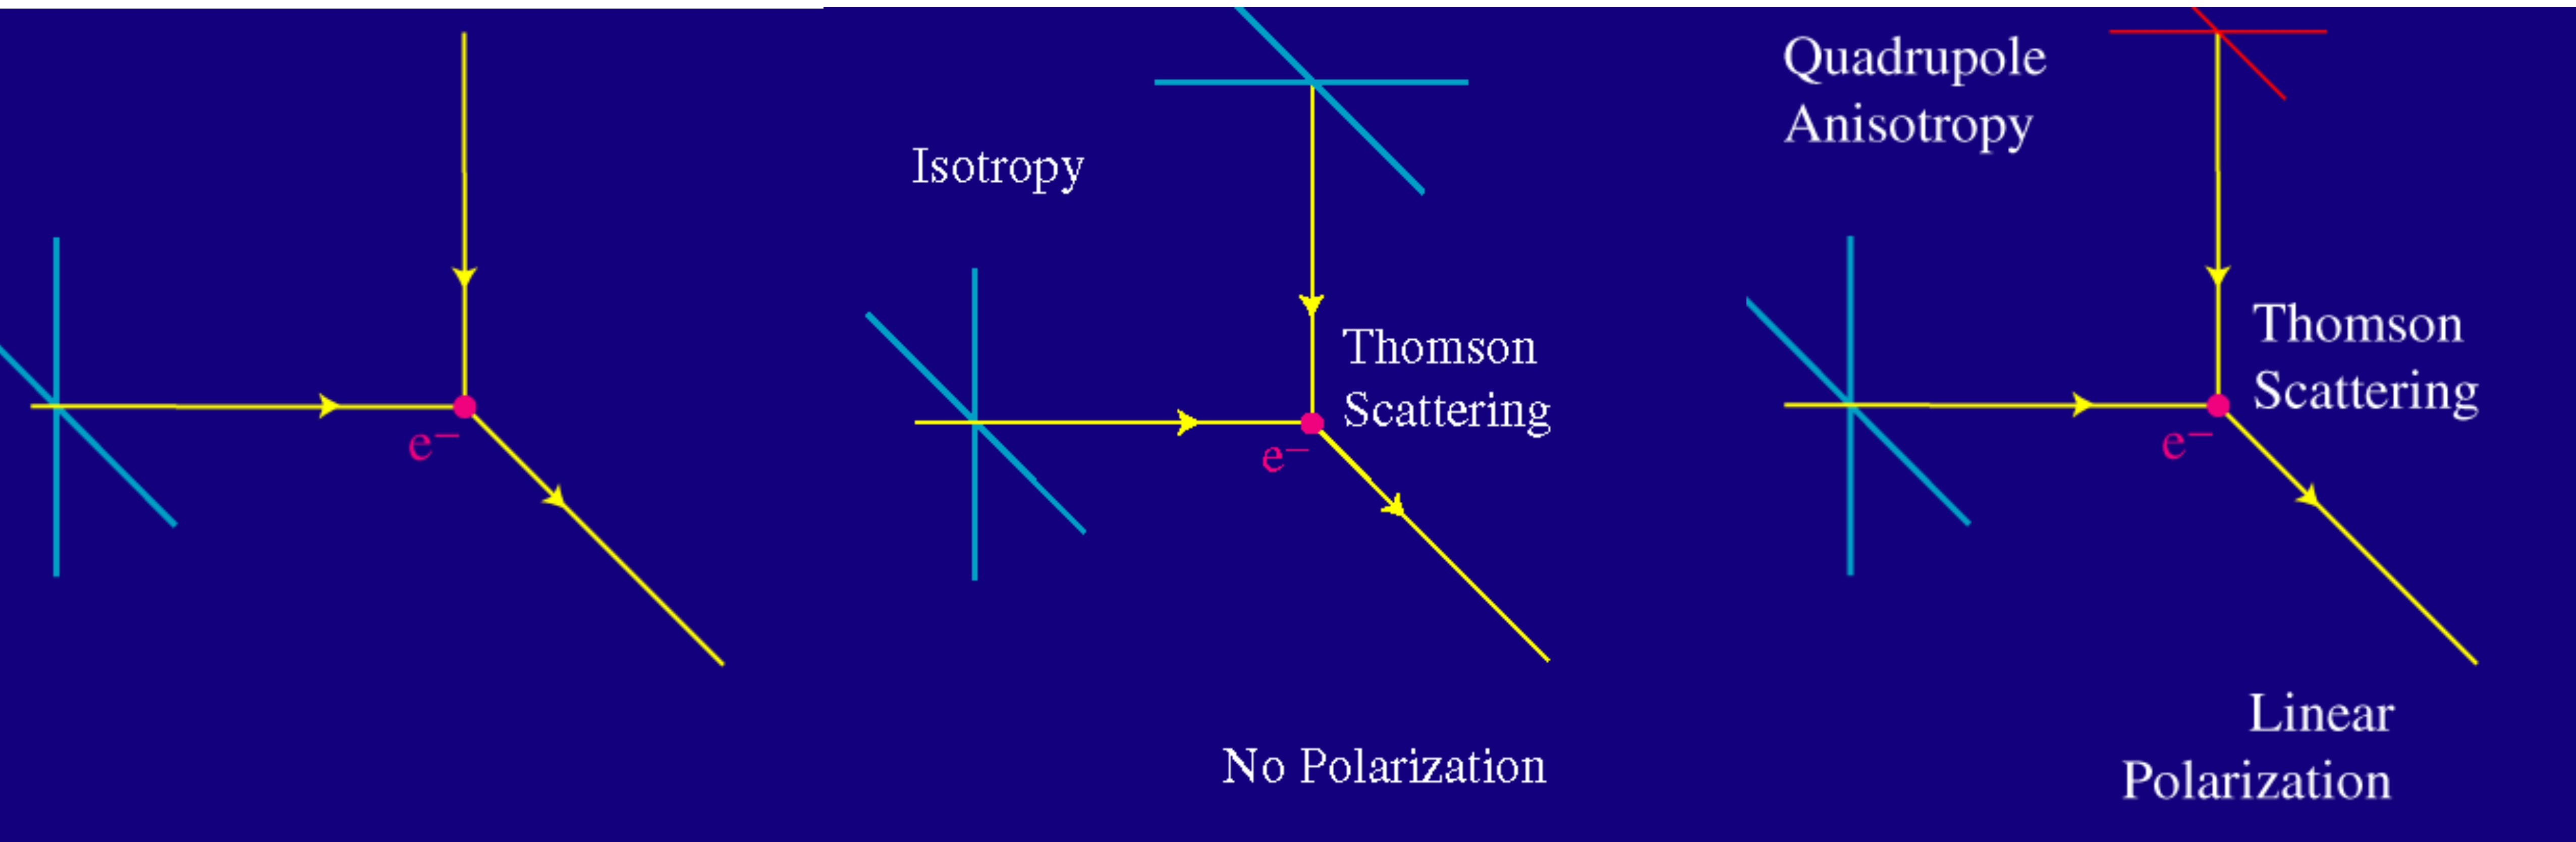 e⁻
Isotropy
Thomson
Scattering
e⁻
No Polarization
Quadrupole
Anisotropy
Thomson
Scattering
e⁻
Linear
Polarization